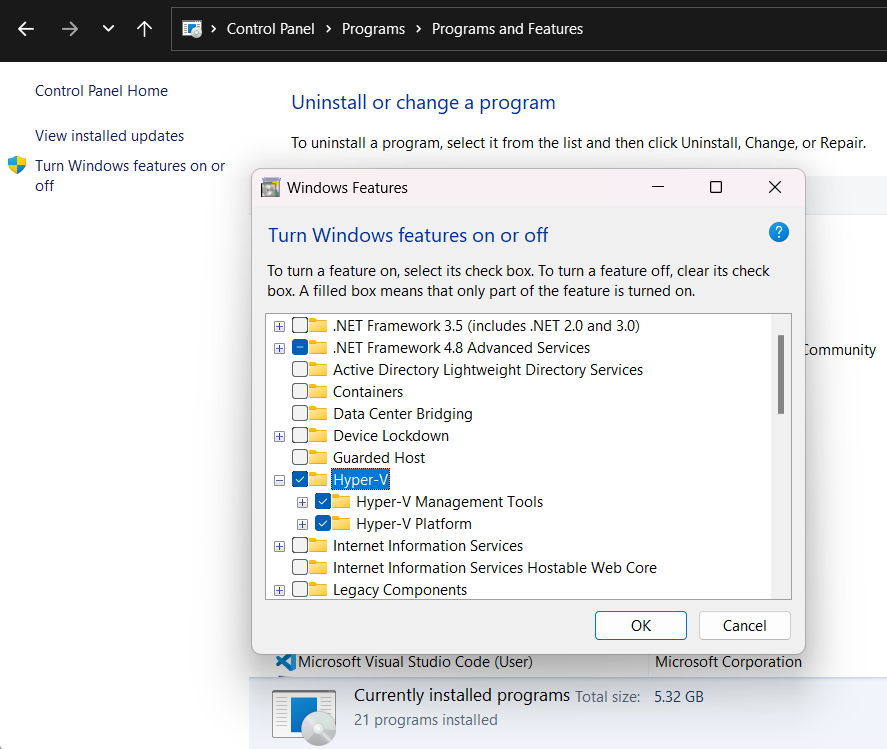 Control Panel > Programs > Programs and Features
Control Panel Home
View installed updates
Turn Windows features on or
off
Uninstall or change a program
To uninstall a program, select it from the list and then click Uninstall, Change, or Repair.
Windows Features
Turn Windows features on or off
?
To turn a feature on, select its check box. To turn a feature off, clear its check
box. A filled box means that only part of the feature is turned on.
.NET Framework 3.5 (includes .NET 2.0 and 3.0)
.NET Framework 4.8 Advanced Services
Active Directory Lightweight Directory Services
Containers
Data Center Bridging
Device Lockdown
Guarded Host
Hyper-V
Hyper-V Management Tools
Hyper-V Platform
Internet Information Services
Internet Information Services Hostable Web Core
Legacy Components
OK Cancel
Community
Microsoft Visual Studio Code (User) Microsoft Corporation
Currently installed programs Total size: 5.32 GB
21 programs installed